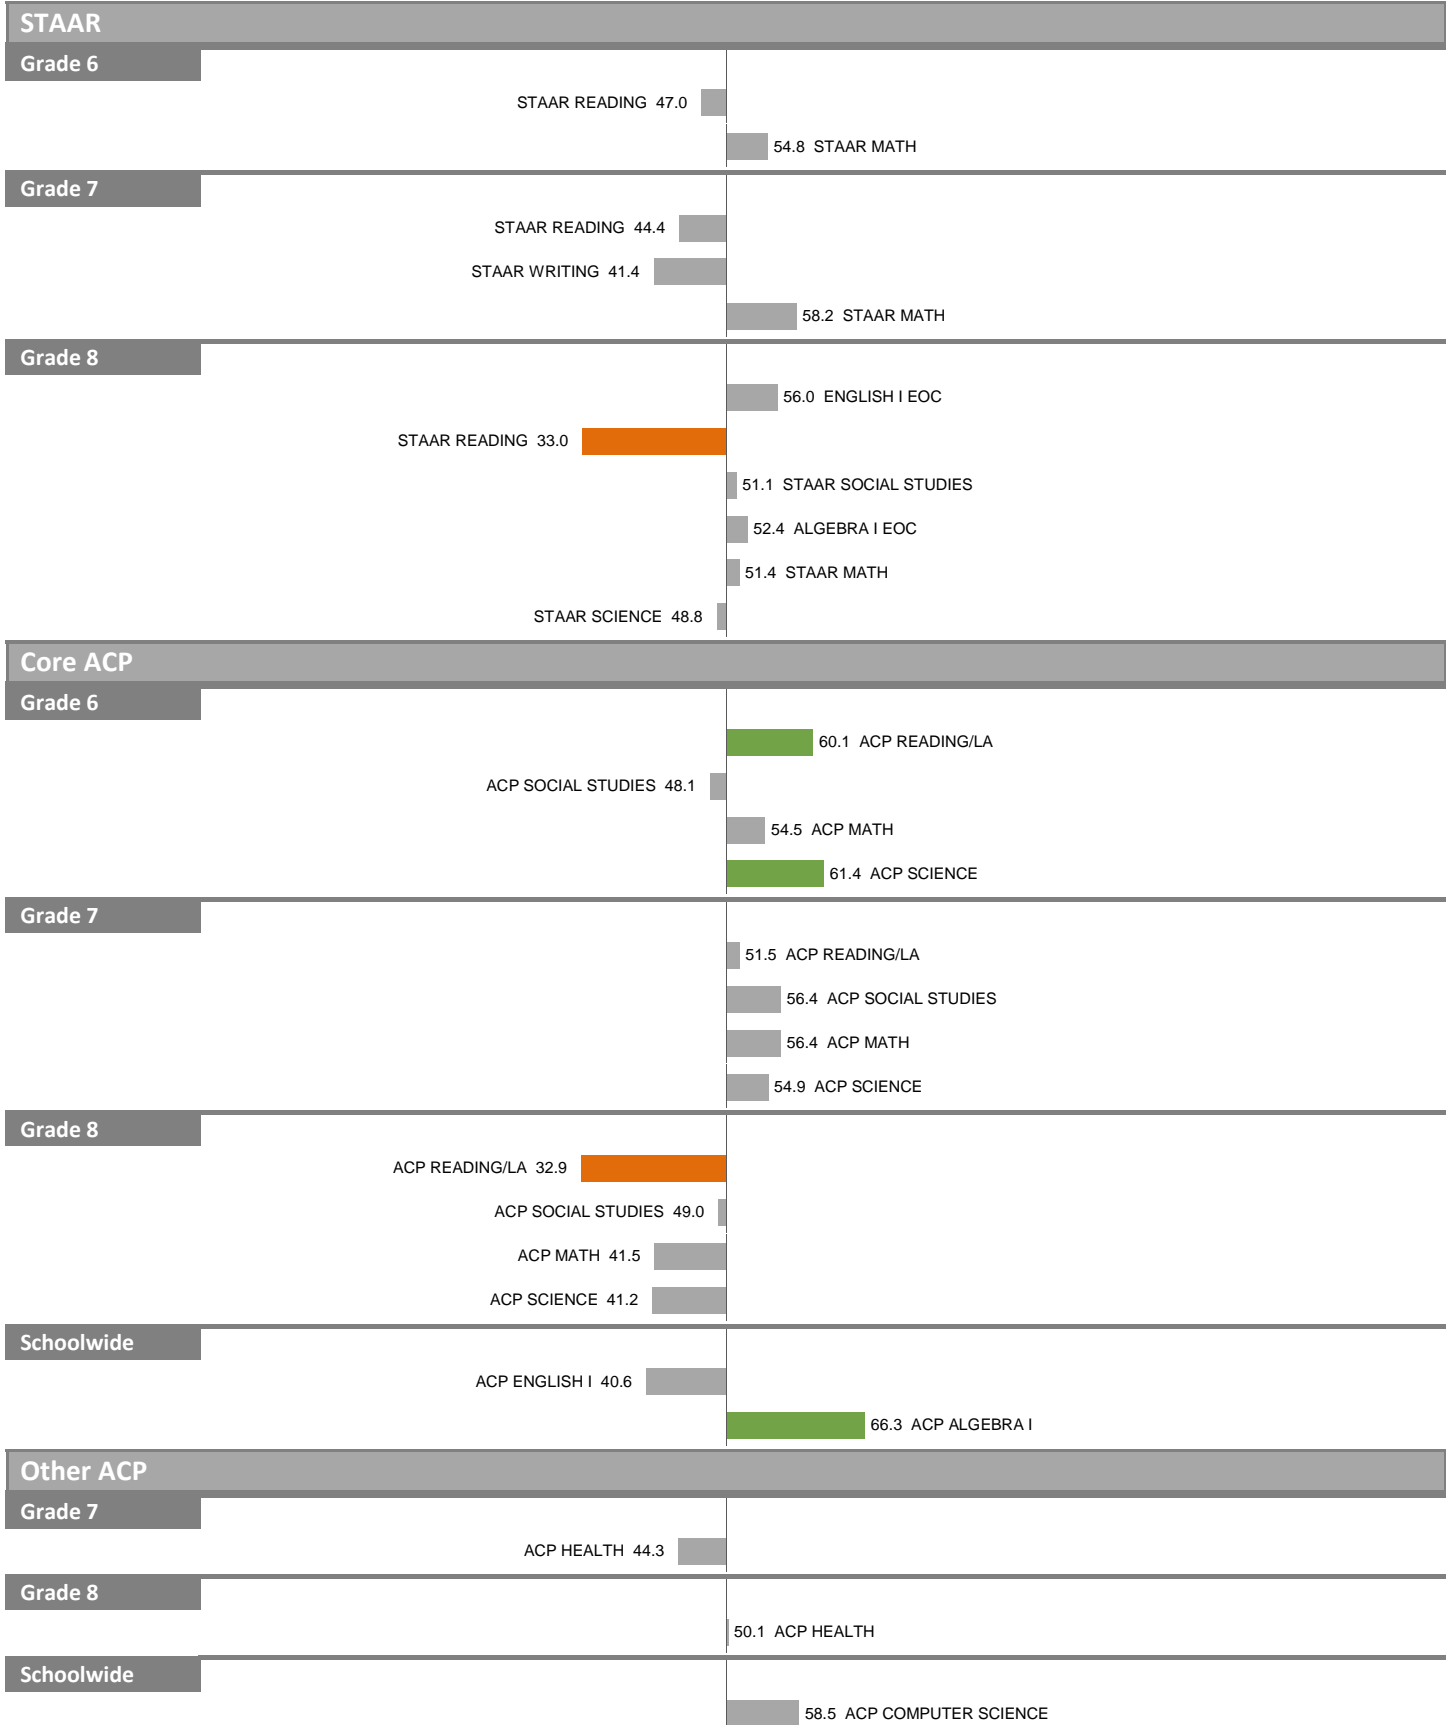 STAAR
Grade 6
STAAR READING 47.0
54.8 STAAR MATH
Grade 7
STAAR READING 44.4
STAAR WRITING 41.4
58.2 STAAR MATH
Grade 8
56.0 ENGLISH I EOC
STAAR READING 33.0
51.1 STAAR SOCIAL STUDIES
52.4 ALGEBRA I EOC
51.4 STAAR MATH
STAAR SCIENCE 48.8
Core ACP
Grade 6
60.1 ACP READING/LA
ACP SOCIAL STUDIES 48.1
54.5 ACP MATH
61.4 ACP SCIENCE
Grade 7
51.5 ACP READING/LA
56.4 ACP SOCIAL STUDIES
56.4 ACP MATH
54.9 ACP SCIENCE
Grade 8
ACP READING/LA 32.9
ACP SOCIAL STUDIES 49.0
ACP MATH 41.5
ACP SCIENCE 41.2
Schoolwide
ACP ENGLISH I 40.6
66.3 ACP ALGEBRA I
Other ACP
Grade 7
ACP HEALTH 44.3
Grade 8
50.1 ACP HEALTH
Schoolwide
58.5 ACP COMPUTER SCIENCE